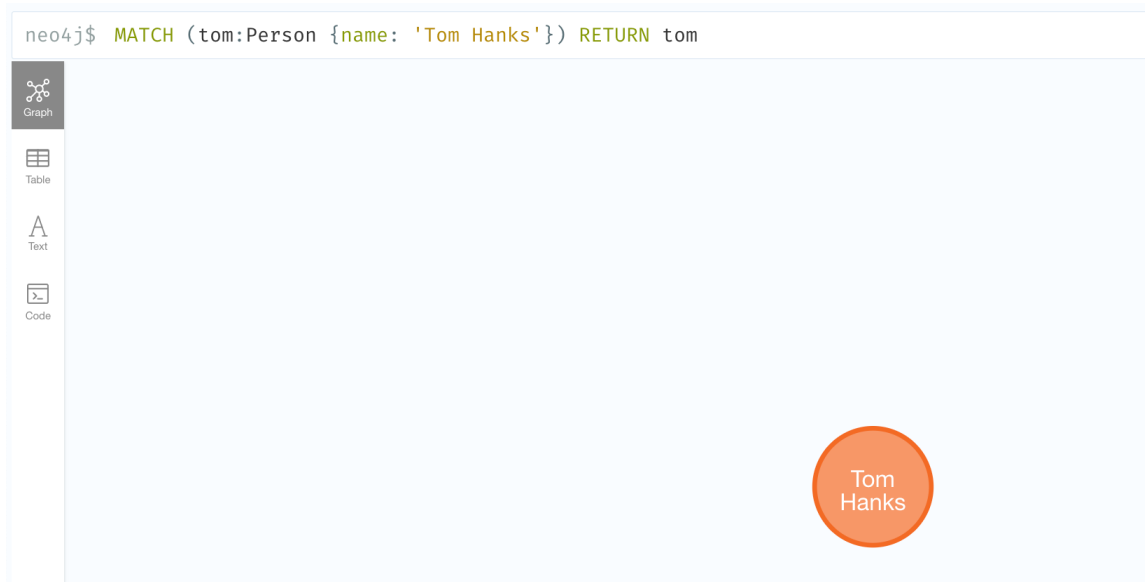 neo4j$ MATCH (tom:Person {name: 'Tom Hanks'}) RETURN tom
Graph
Table
A
Text
Code
Tom
Hanks